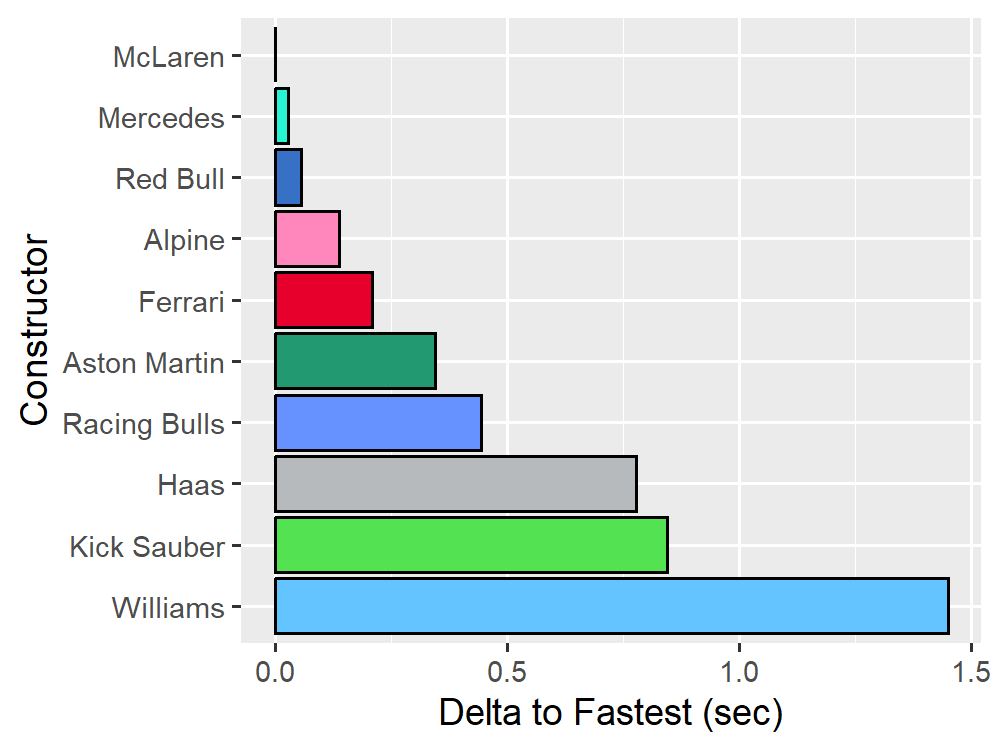 McLaren
Mercedes
Red Bull
Alpine
Ferrari
Aston Martin
Racing Bulls
Haas
Kick Sauber
Williams
Constructor
0.0 0.5 1.0 1.5
Delta to Fastest (sec)